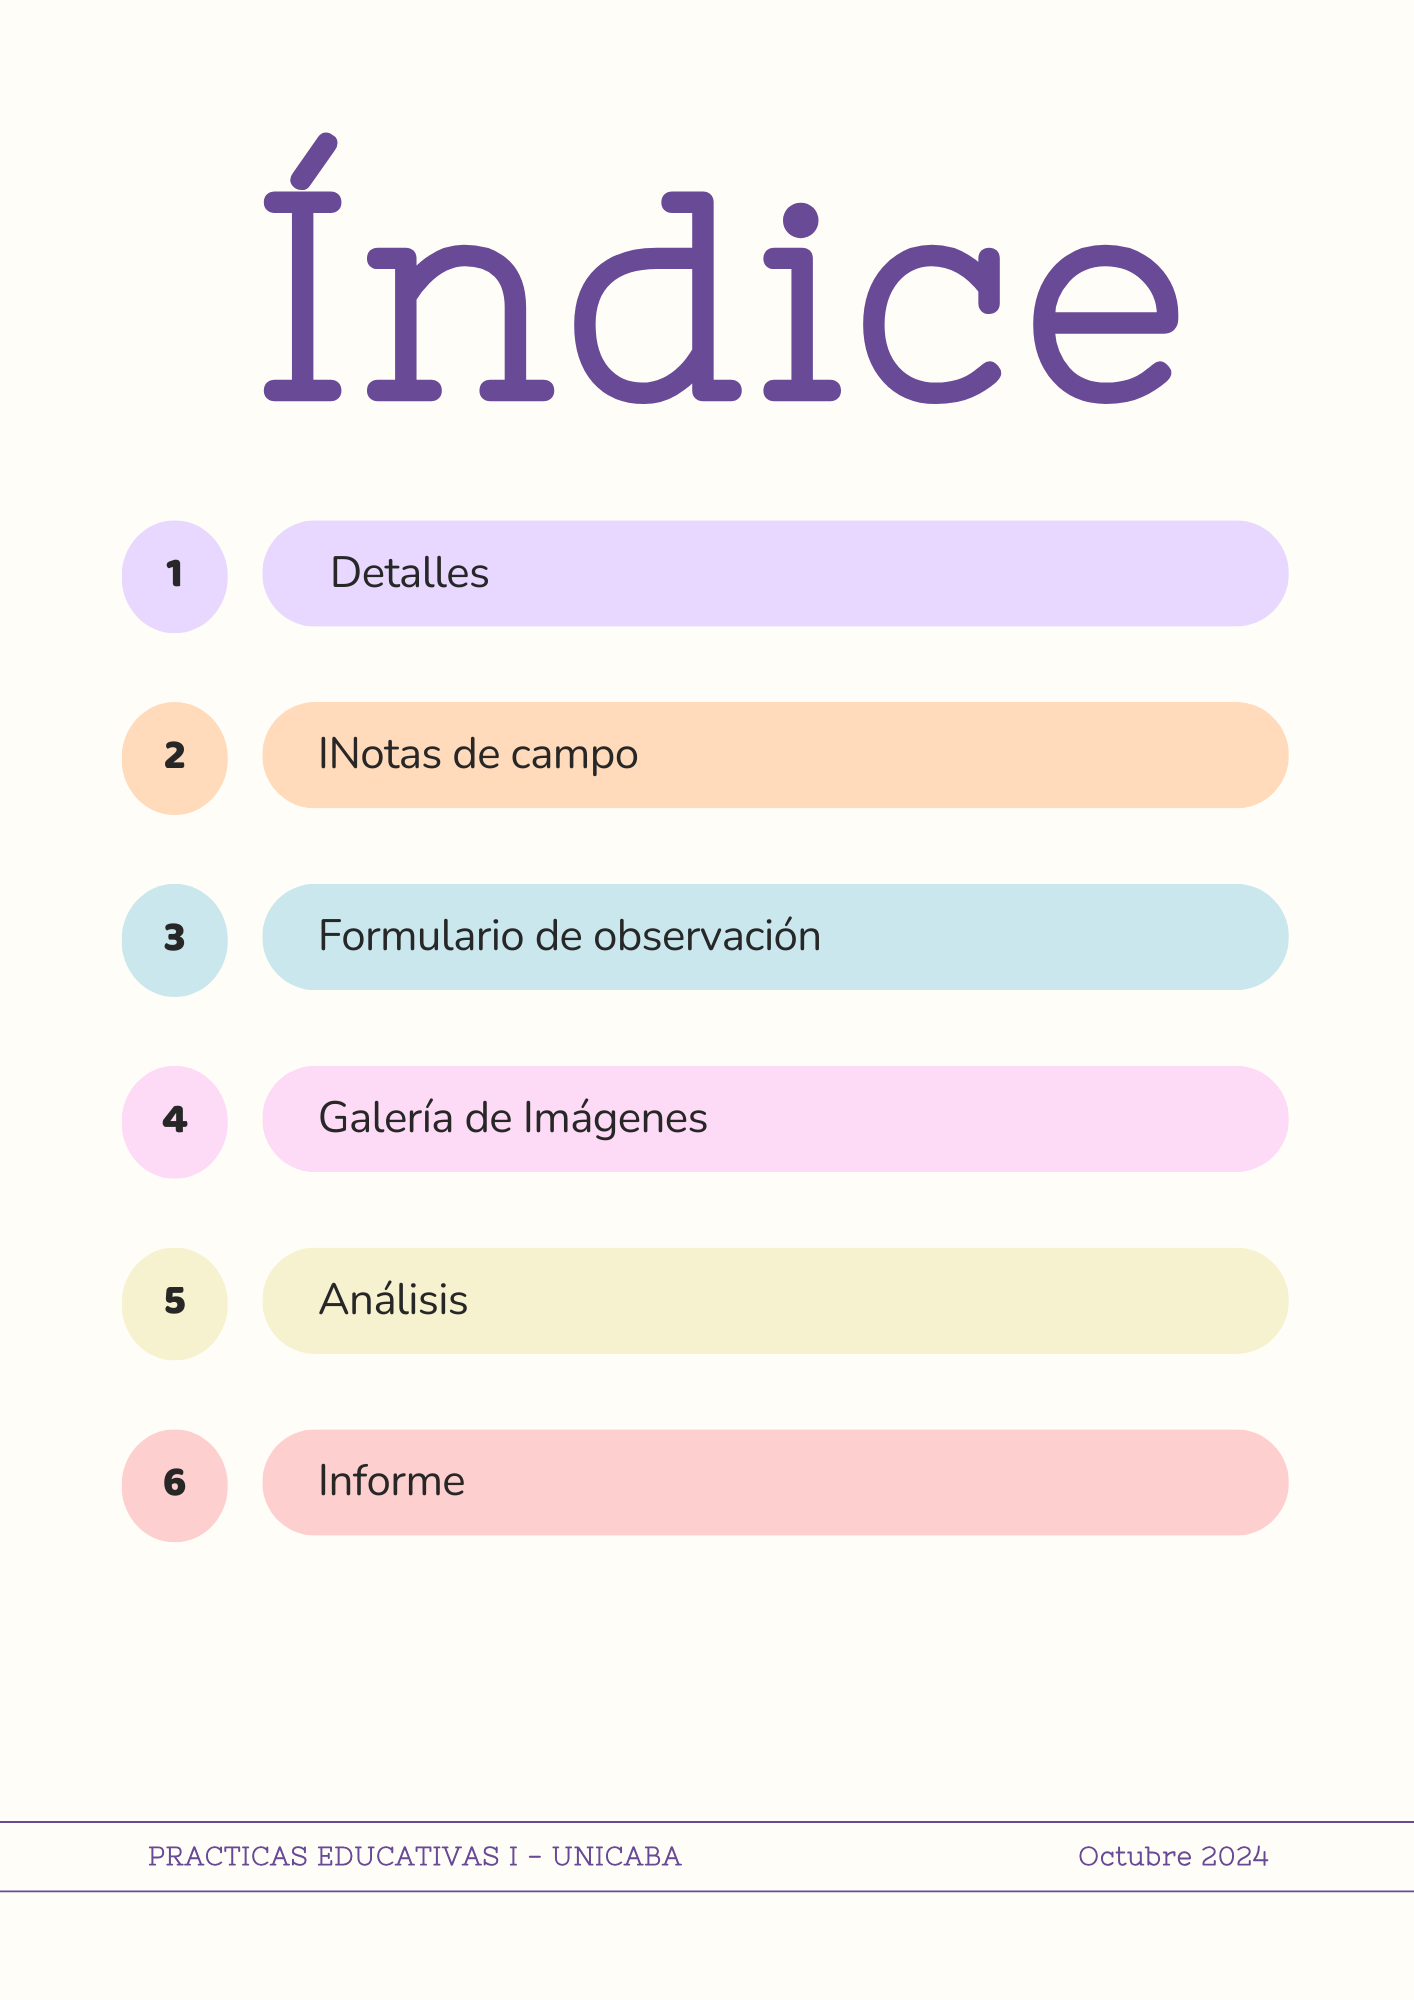 Índice
1 Detalles
2 INotas de campo
3 Formulario de observación
4 Galería de Imágenes
5 Análisis
6 Informe
PRACTICAS EDUCATIVAS I - UNICABA Octubre 2024